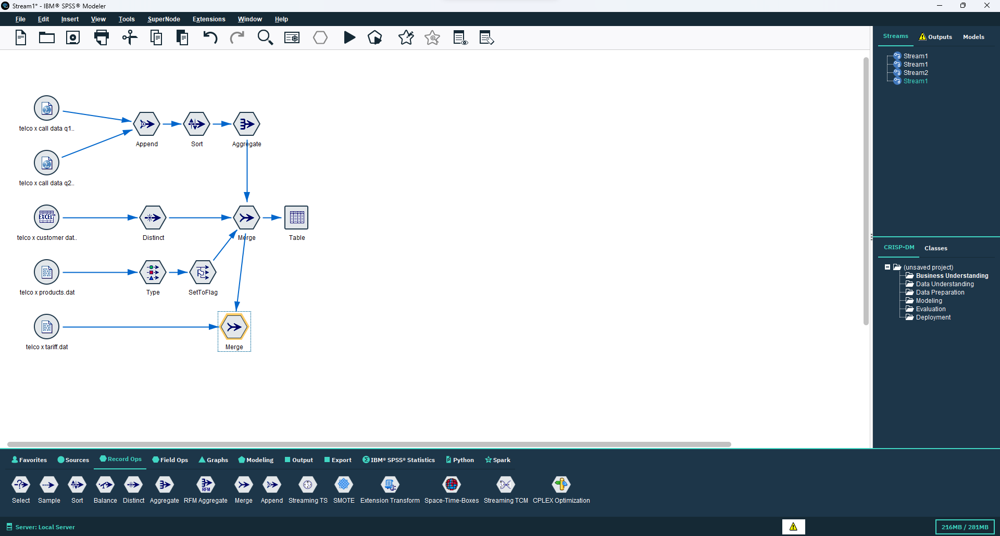 Stream1* - IBM® SPSS® Modeler
File Edit Insert View Tools SuperNode Extensions Window Help
Streams Outputs Models
Stream1
Stream1
Stream2
Stream1
telco x call data q1..
Append Sort Aggregate
telco x call data q2..
EXCEL™
telco x customer dat..
Distinct Merge Table
telco x products.dat
Type SetToFlag
telco x tariff.dat
Merge
CRISP-DM Classes
(unsaved project)
Business Understanding
Data Understanding
Data Preparation
Modeling
Evaluation
Deployment
Favorites Sources Record Ops Field Ops Graphs Modeling Output Export IBM® SPSS® Statistics Python Spark
RFM
Select Sample Sort Balance Distinct Aggregate RFM Aggregate Merge Append Streaming TS SMOTE Extension Transform Space-Time-Boxes Streaming TCM CPLEX Optimization
Server: Local Server
216MB / 281MB